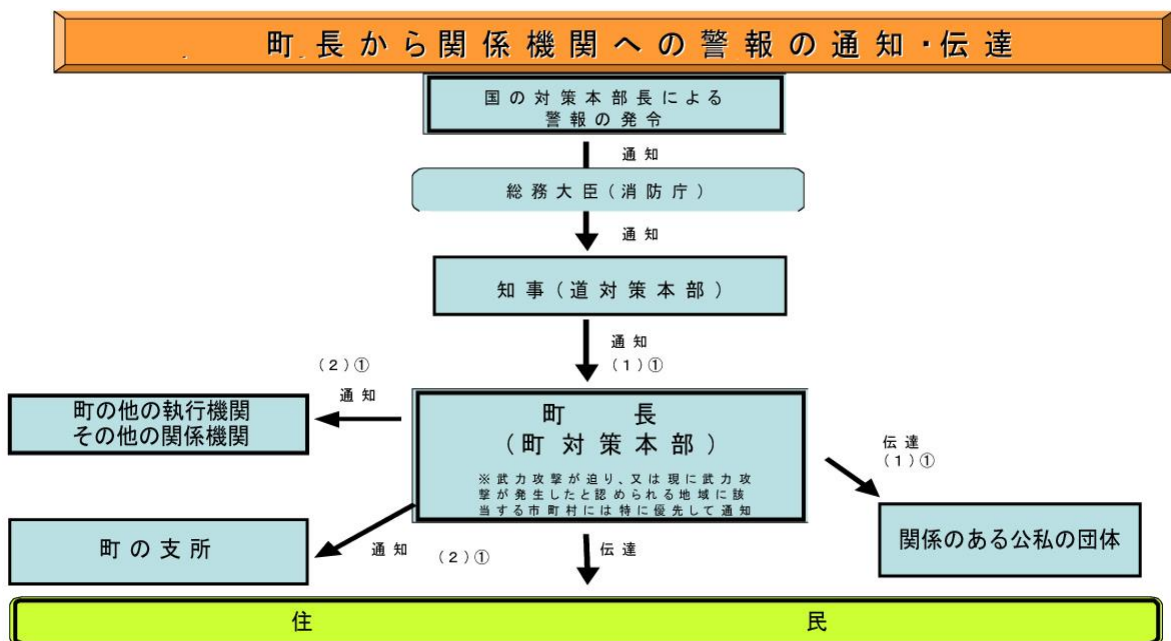 町長から関係機関への警報の通知・伝達
国の対策本部長による
警報の発令
通知
総務大臣(消防庁)
通知
知事(道対策本部)
通知
(1)①
(2)①
通知
町の他の執行機関
その他の関係機関
町長
(町対策本部)
※武力攻撃が迫り、又は現に武力攻
撃が発生したと認められる地域に該
当する市町村には特に優先して通知
伝達
(1)①
関係のある公私の団体
町の支所
通知 (2)①
伝達
住民